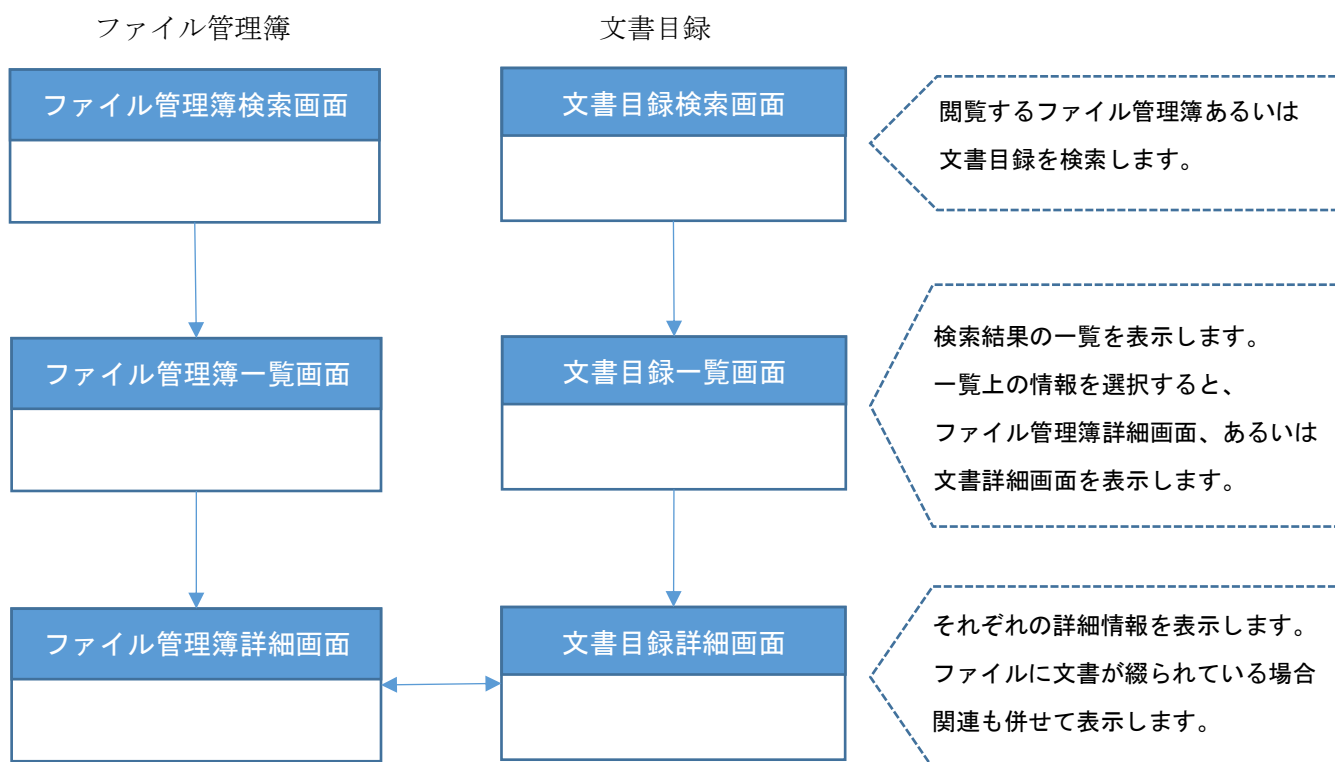 ファイル管理簿
文書目録
ファイル管理簿検索画面
文書目録検索画面
閲覧するファイル管理簿あるいは
文書目録を検索します。
ファイル管理簿一覧画面
文書目録一覧画面
検索結果の一覧を表示します。
一覧上の情報を選択すると、
ファイル管理簿詳細画面、あるいは
文書詳細画面を表示します。
ファイル管理簿詳細画面
文書目録詳細画面
それぞれの詳細情報を表示します。
ファイルに文書が綴られている場合
関連も併せて表示します。